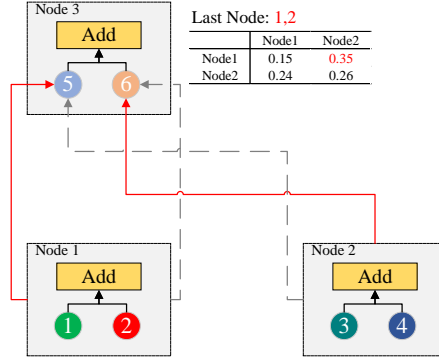 Node 3
Add
5 6
Last Node: 1,2
Node1 Node2
Node1 0.15 0.35
Node2 0.24 0.26
Node 1
Add
1 2
Node 2
Add
3 4